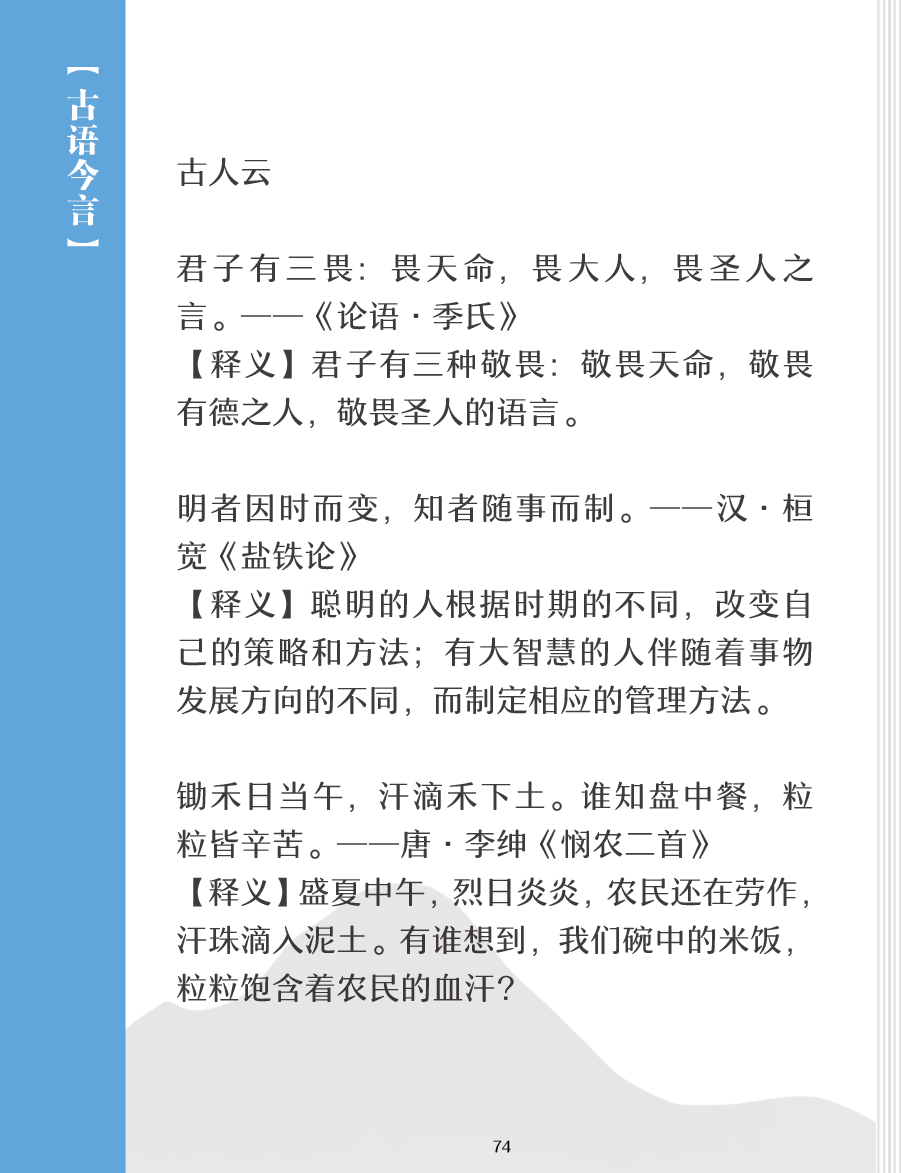 【古语今言】
古人云
君子有三畏：畏天命，畏大人，畏圣人之
言。——《论语·季氏》
【释义】君子有三种敬畏：敬畏天命，敬畏
有德之人，敬畏圣人的语言。
明者因时而变，知者随事而制。——汉·桓
宽《盐铁论》
【释义】聪明的人根据时期的不同，改变自
己的策略和方法；有大智慧的人伴随着事物
发展方向的不同，而制定相应的管理方法。
锄禾日当午，汗滴禾下土。谁知盘中餐，粒
粒皆辛苦。——唐·李绅《悯农二首》
【释义】盛夏中午，烈日炎炎，农民还在劳作，
汗珠滴入泥土。有谁想到，我们碗中的米饭，
粒粒饱含着农民的血汗？
74